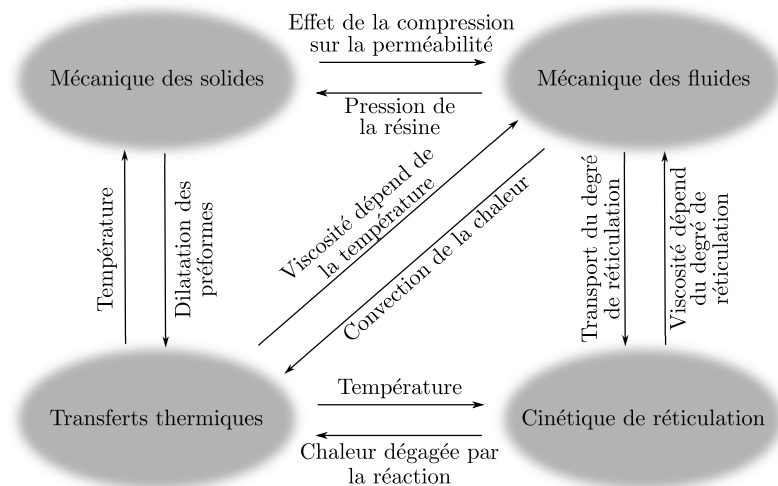 Effet de la compression
sur la perméabilité
Mécanique des solides
Mécanique des fluides
Pression de
la résine
Température
Dilatation des
préformes
Viscosité dépend de
la température
Convection de la chaleur
Transport du degré
de réticulation
Viscosité dépend
du degré de
réticulation
Température
Transferts thermiques
Cinétique de réticulation
Chaleur dégagée par
la réaction